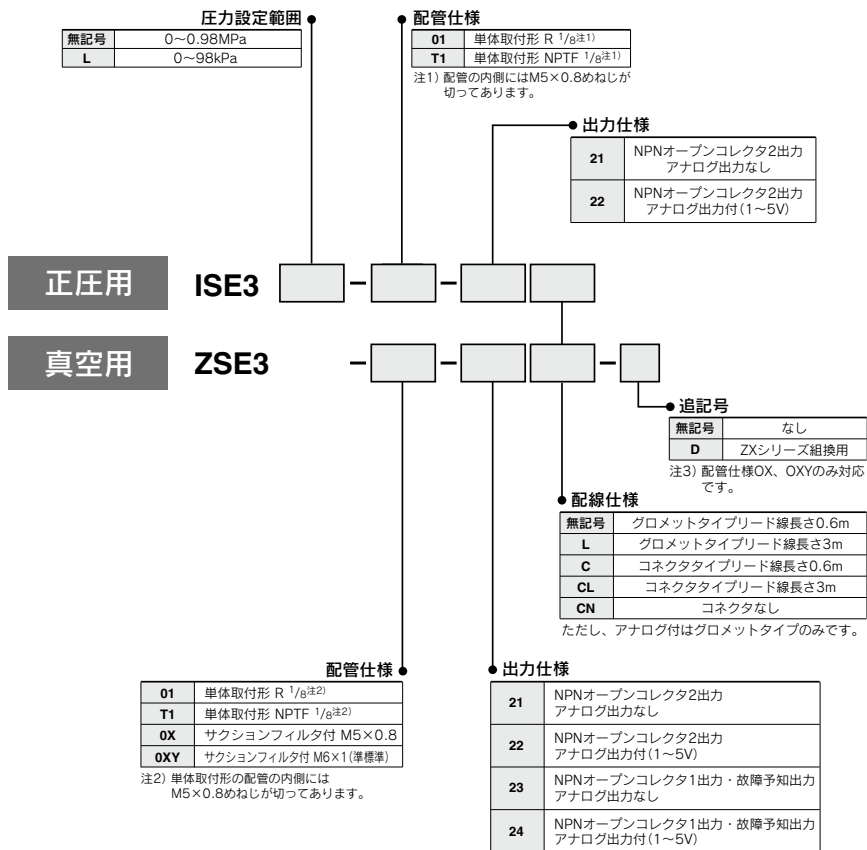 圧力設定範囲
無記号 0～0.98MPa
L 0～98kPa
配管仕様
01 単体取付形 R 1/8注1)
T1 単体取付形 NPTF 1/8注1)
注1) 配管の内側にはM5×0.8めねじが
切ってあります。
出力仕様
21 NPNオープンコレクタ2出力
アナログ出力なし
22 NPNオープンコレクタ2出力
アナログ出力付(1～5V)
正圧用 ISE3 - -
真空用 ZSE3 - - -
追記号
無記号 なし
D ZXシリーズ組換用
注3) 配管仕様OX、OXYのみ対応
です。
配線仕様
無記号 グロメットタイプリード線長さ0.6m
L グロメットタイプリード線長さ3m
C コネクタタイプリード線長さ0.6m
CL コネクタタイプリード線長さ3m
CN コネクタなし
ただし、アナログ付はグロメットタイプのみです。
配管仕様
01 単体取付形 R 1/8注2)
T1 単体取付形 NPTF 1/8注2)
0X サクションフィルタ付 M5×0.8
0XY サクションフィルタ付 M6×1(準標準)
注2) 単体取付形の配管の内側には
M5×0.8めねじが切ってあります。
出力仕様
21 NPNオープンコレクタ2出力
アナログ出力なし
22 NPNオープンコレクタ2出力
アナログ出力付(1～5V)
23 NPNオープンコレクタ1出力・故障予知出力
アナログ出力なし
24 NPNオープンコレクタ1出力・故障予知出力
アナログ出力付(1～5V)